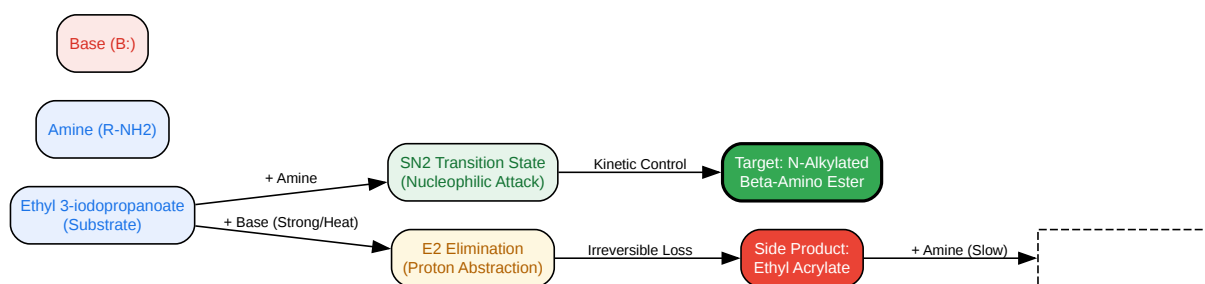 Base (B:)
Amine (R-NH2)
Ethyl 3-iodopropanoate
(Substrate)
+ Amine
+ Base (Strong/Heat)
SN2 Transition State
(Nucleophilic Attack)
Kinetic Control
Target: N-Alkylated
Beta-Amino Ester
E2 Elimination
(Proton Abstraction)
Irreversible Loss
Side Product:
Ethyl Acrylate
+ Amine (Slow)